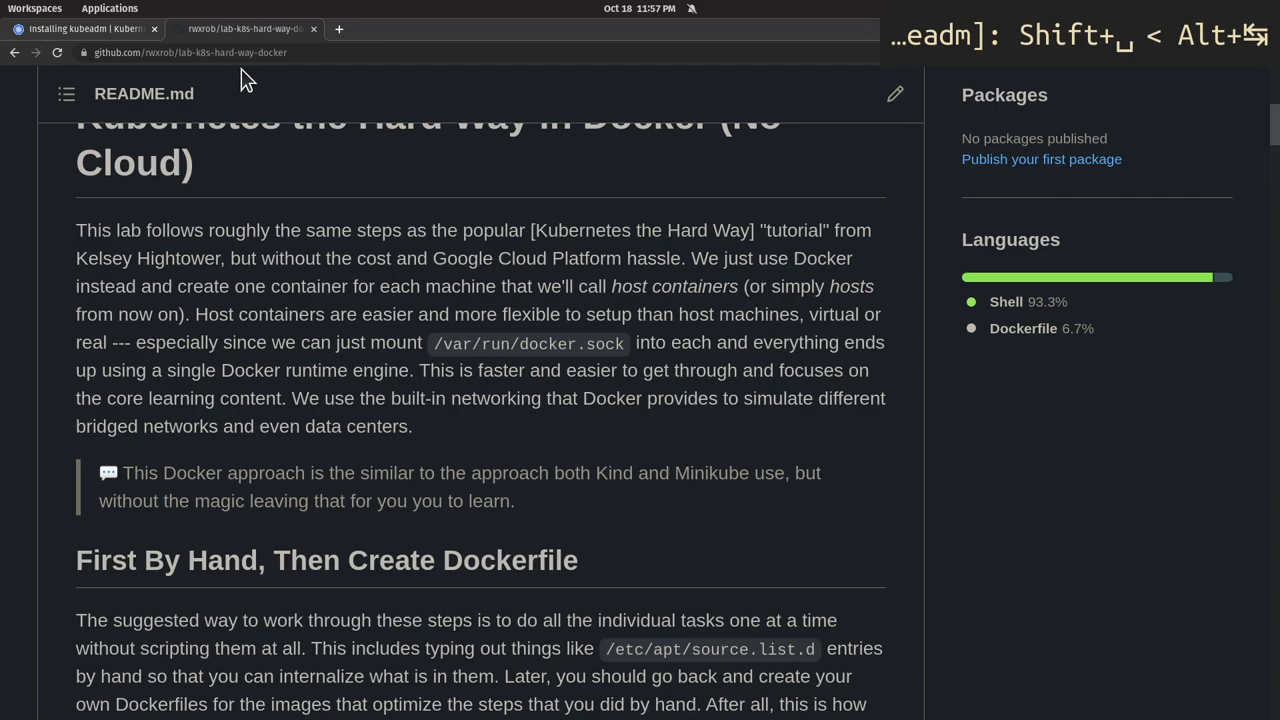 Workspaces Applications Oct 18 11:57 PM
Installing kubeadm | Kubern × rwxrob/lab-k8s-hard-way-do × +
github.com/rwxrob/lab-k8s-hard-way-docker
…eadm]: Shift+␣ < Alt+↹
README.md
Kubernetes the Hard Way in Docker (No
Cloud)
This lab follows roughly the same steps as the popular [Kubernetes the Hard Way] "tutorial" from
Kelsey Hightower, but without the cost and Google Cloud Platform hassle. We just use Docker
instead and create one container for each machine that we'll call host containers (or simply hosts
from now on). Host containers are easier and more flexible to setup than host machines, virtual or
real --- especially since we can just mount /var/run/docker.sock into each and everything ends
up using a single Docker runtime engine. This is faster and easier to get through and focuses on
the core learning content. We use the built-in networking that Docker provides to simulate different
bridged networks and even data centers.
💬 This Docker approach is the similar to the approach both Kind and Minikube use, but
without the magic leaving that for you you to learn.
First By Hand, Then Create Dockerfile
The suggested way to work through these steps is to do all the individual tasks one at a time
without scripting them at all. This includes typing out things like /etc/apt/source.list.d entries
by hand so that you can internalize what is in them. Later, you should go back and create your
own Dockerfiles for the images that optimize the steps that you did by hand. After all, this is how
Packages
No packages published
Publish your first package
Languages
Shell 93.3%
Dockerfile 6.7%